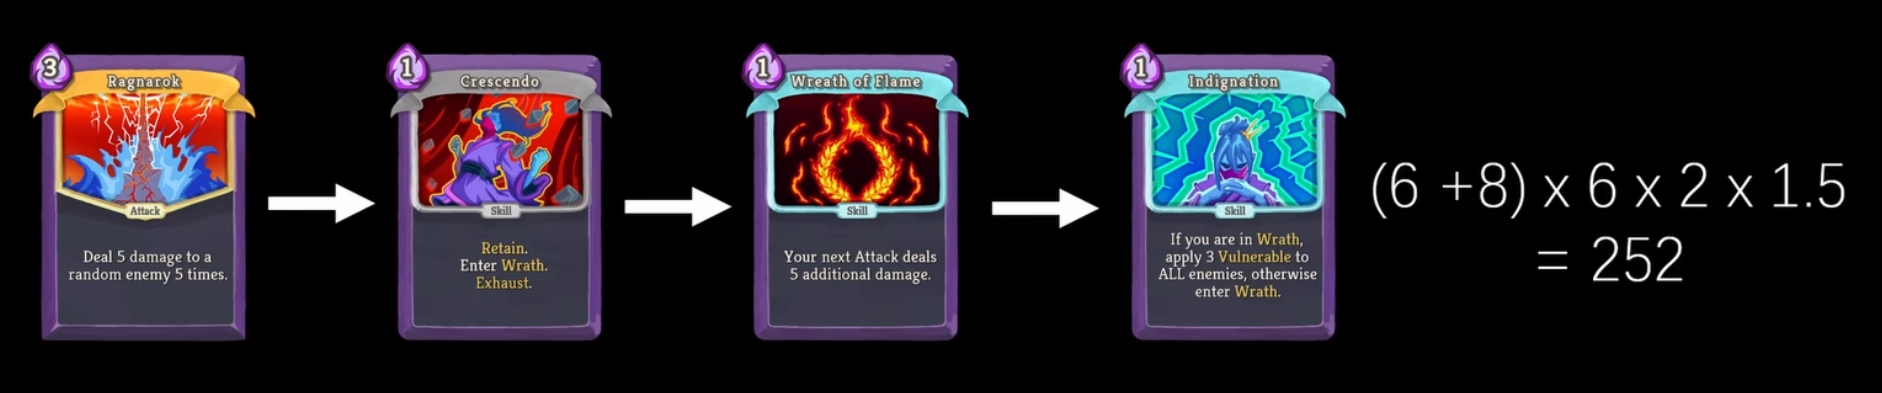 3
Ragnarok
Attack
Deal 5 damage to a
random enemy 5 times.
1
Crescendo
Skill
Retain.
Enter Wrath.
Exhaust.
1
Wreath of Flame
Skill
Your next Attack deals
5 additional damage.
1
Indignation
Skill
If you are in Wrath,
apply 3 Vulnerable to
ALL enemies, otherwise
enter Wrath.
(6 +8) x 6 x 2 x 1.5
= 252